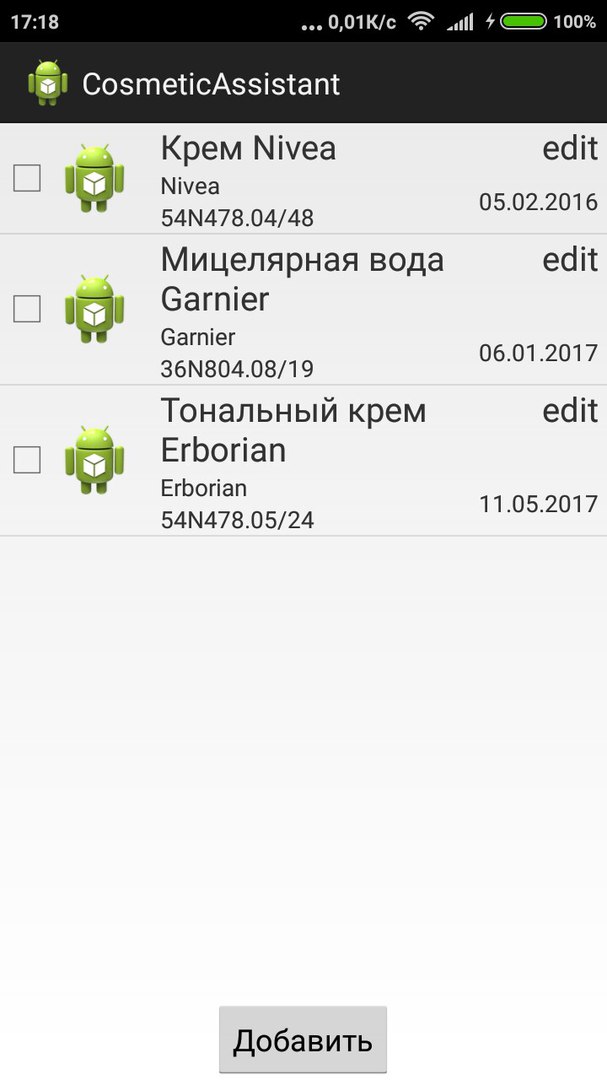 17:18 ... 0,01К/с 100%
CosmeticAssistant
Крем Nivea edit
Nivea
05.02.2016
54N478.04/48
Мицелярная вода edit
Garnier
Garnier
06.01.2017
36N804.08/19
Тональный крем edit
Erborian
Erborian
11.05.2017
54N478.05/24
Добавить